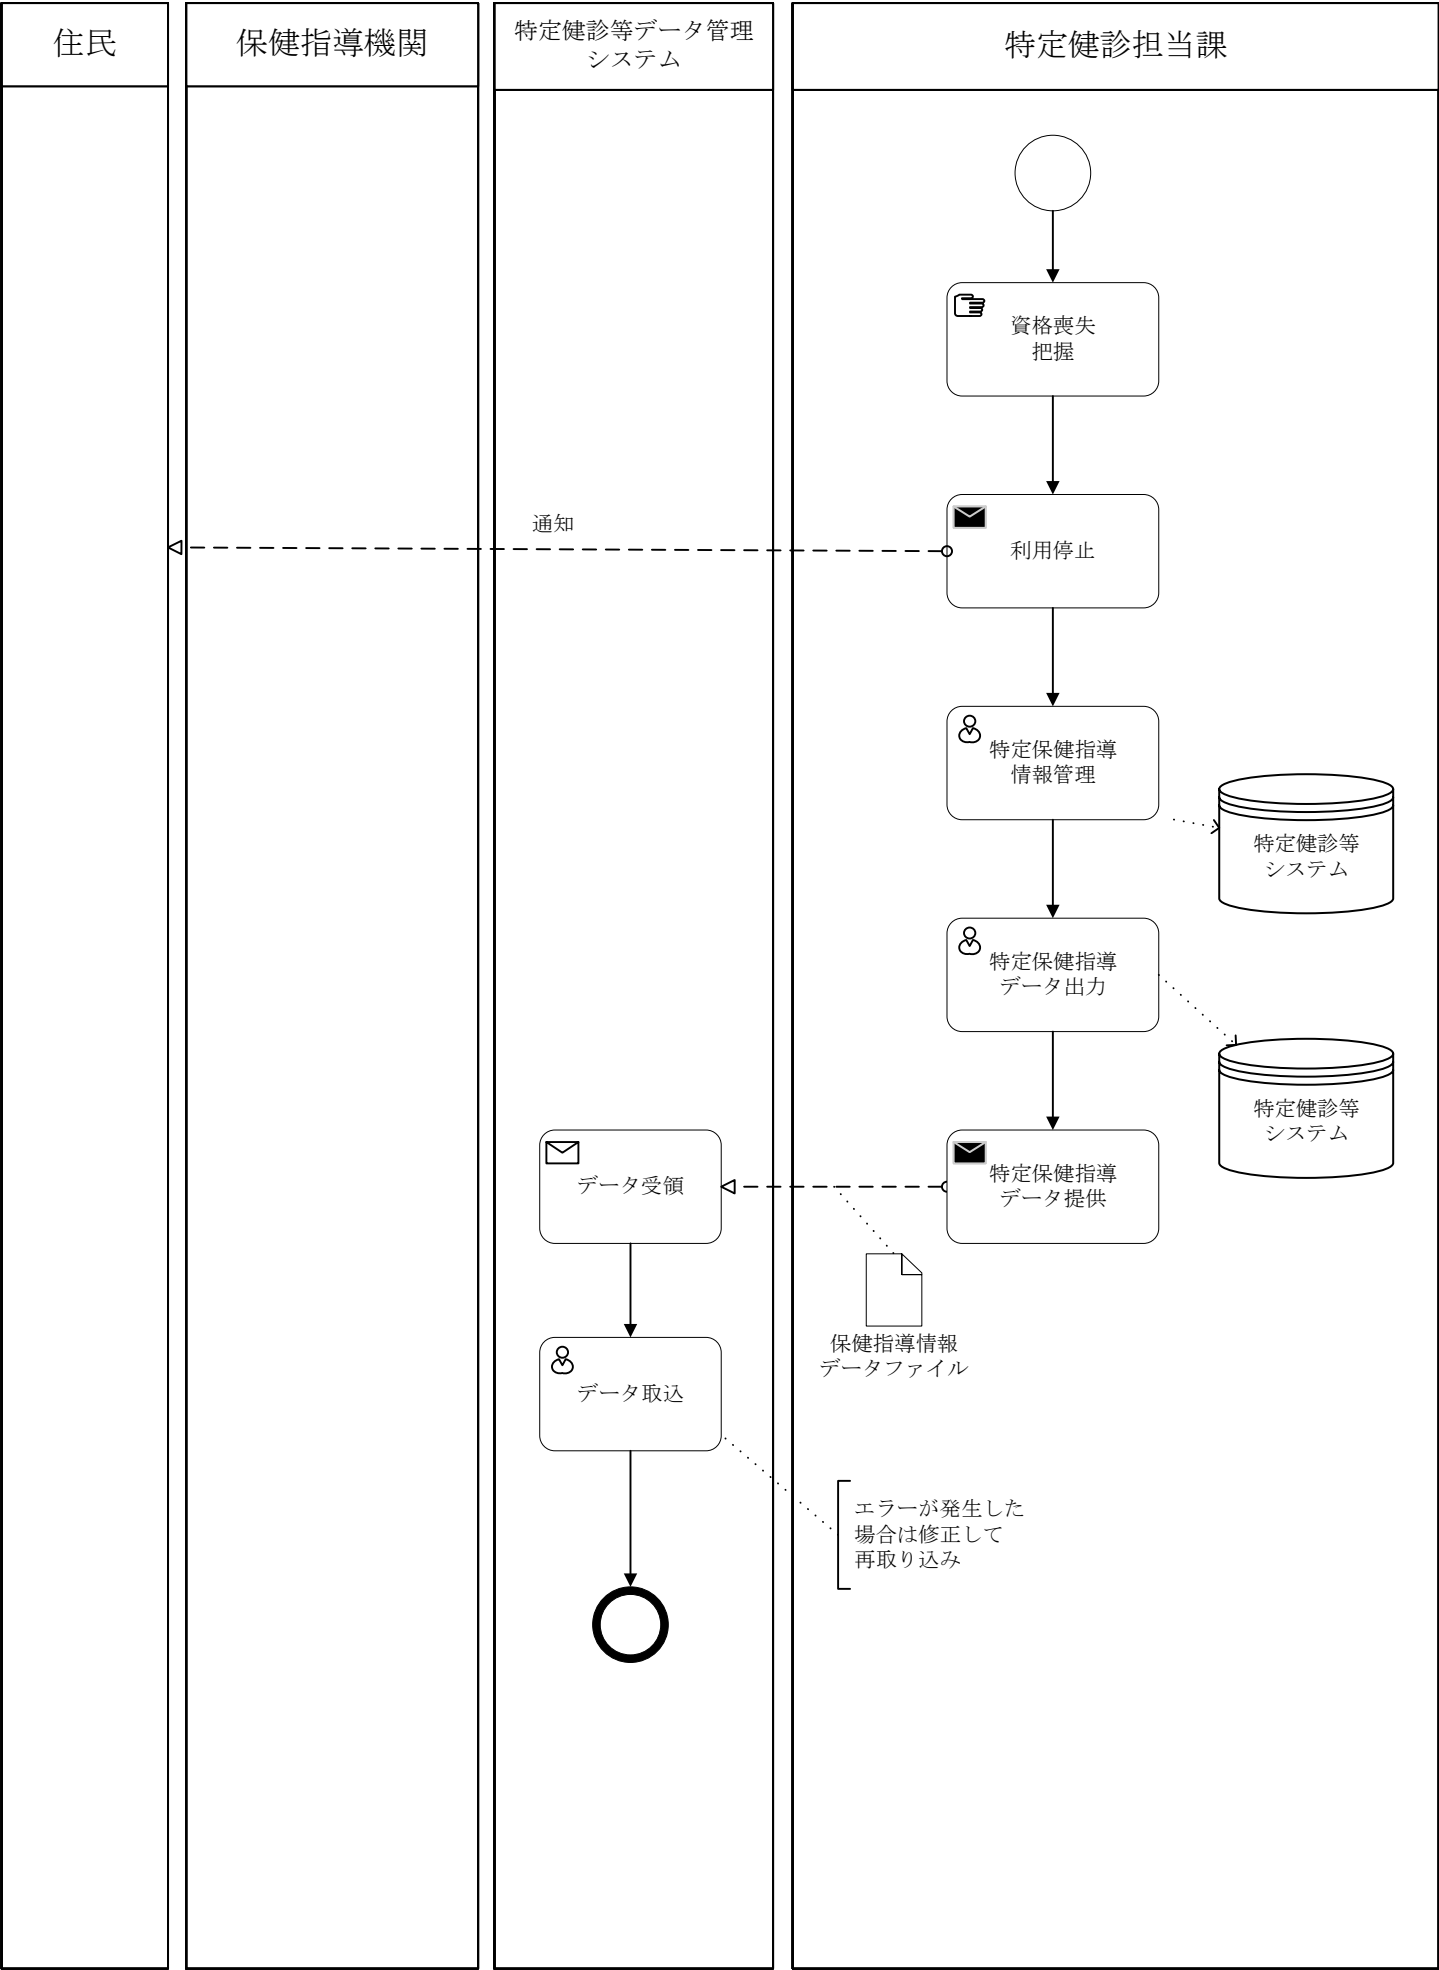 住民
保健指導機関
特定健診等データ管理
システム
特定健診担当課
資格喪失
把握
通知
利用停止
特定保健指導
情報管理
特定健診等
システム
特定保健指導
データ出力
特定健診等
システム
データ受領
特定保健指導
データ提供
保健指導情報
データファイル
データ取込
エラーが発生した
場合は修正して
再取り込み